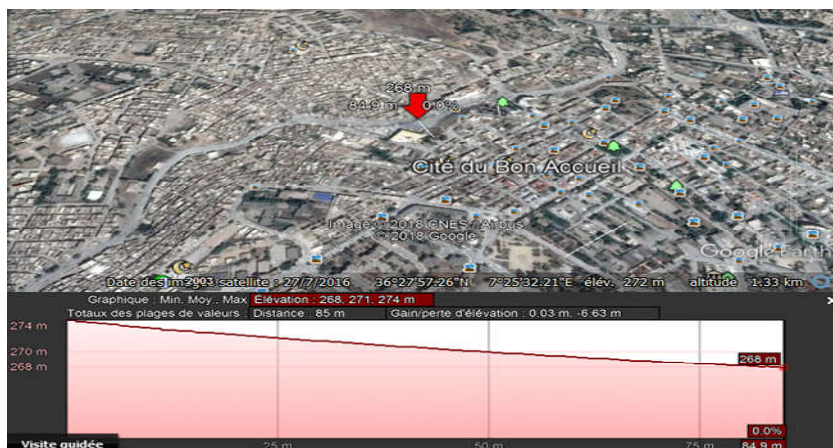 268 m
84.9 m 0.0%
Cité du Bon Accueil
Image © 2018 CNES / Airbus
© 2018 Google
Google Earth
Date des images satellite : 27/7/2016 36°27'57.26"N 7°25'32.21"E élév. 272 m altitude 1.33 km
2003
Graphique : Min. Moy.. Max Élévation : 268, 271, 274 m
Totaux des plages de valeurs : Distance : 85 m Gain/perte d'élévation : 0.03 m, -6.63 m
274 m
270 m
268 m
268 m
0.0%
Visite guidée 25 m 50 m 75 m 84.9 m